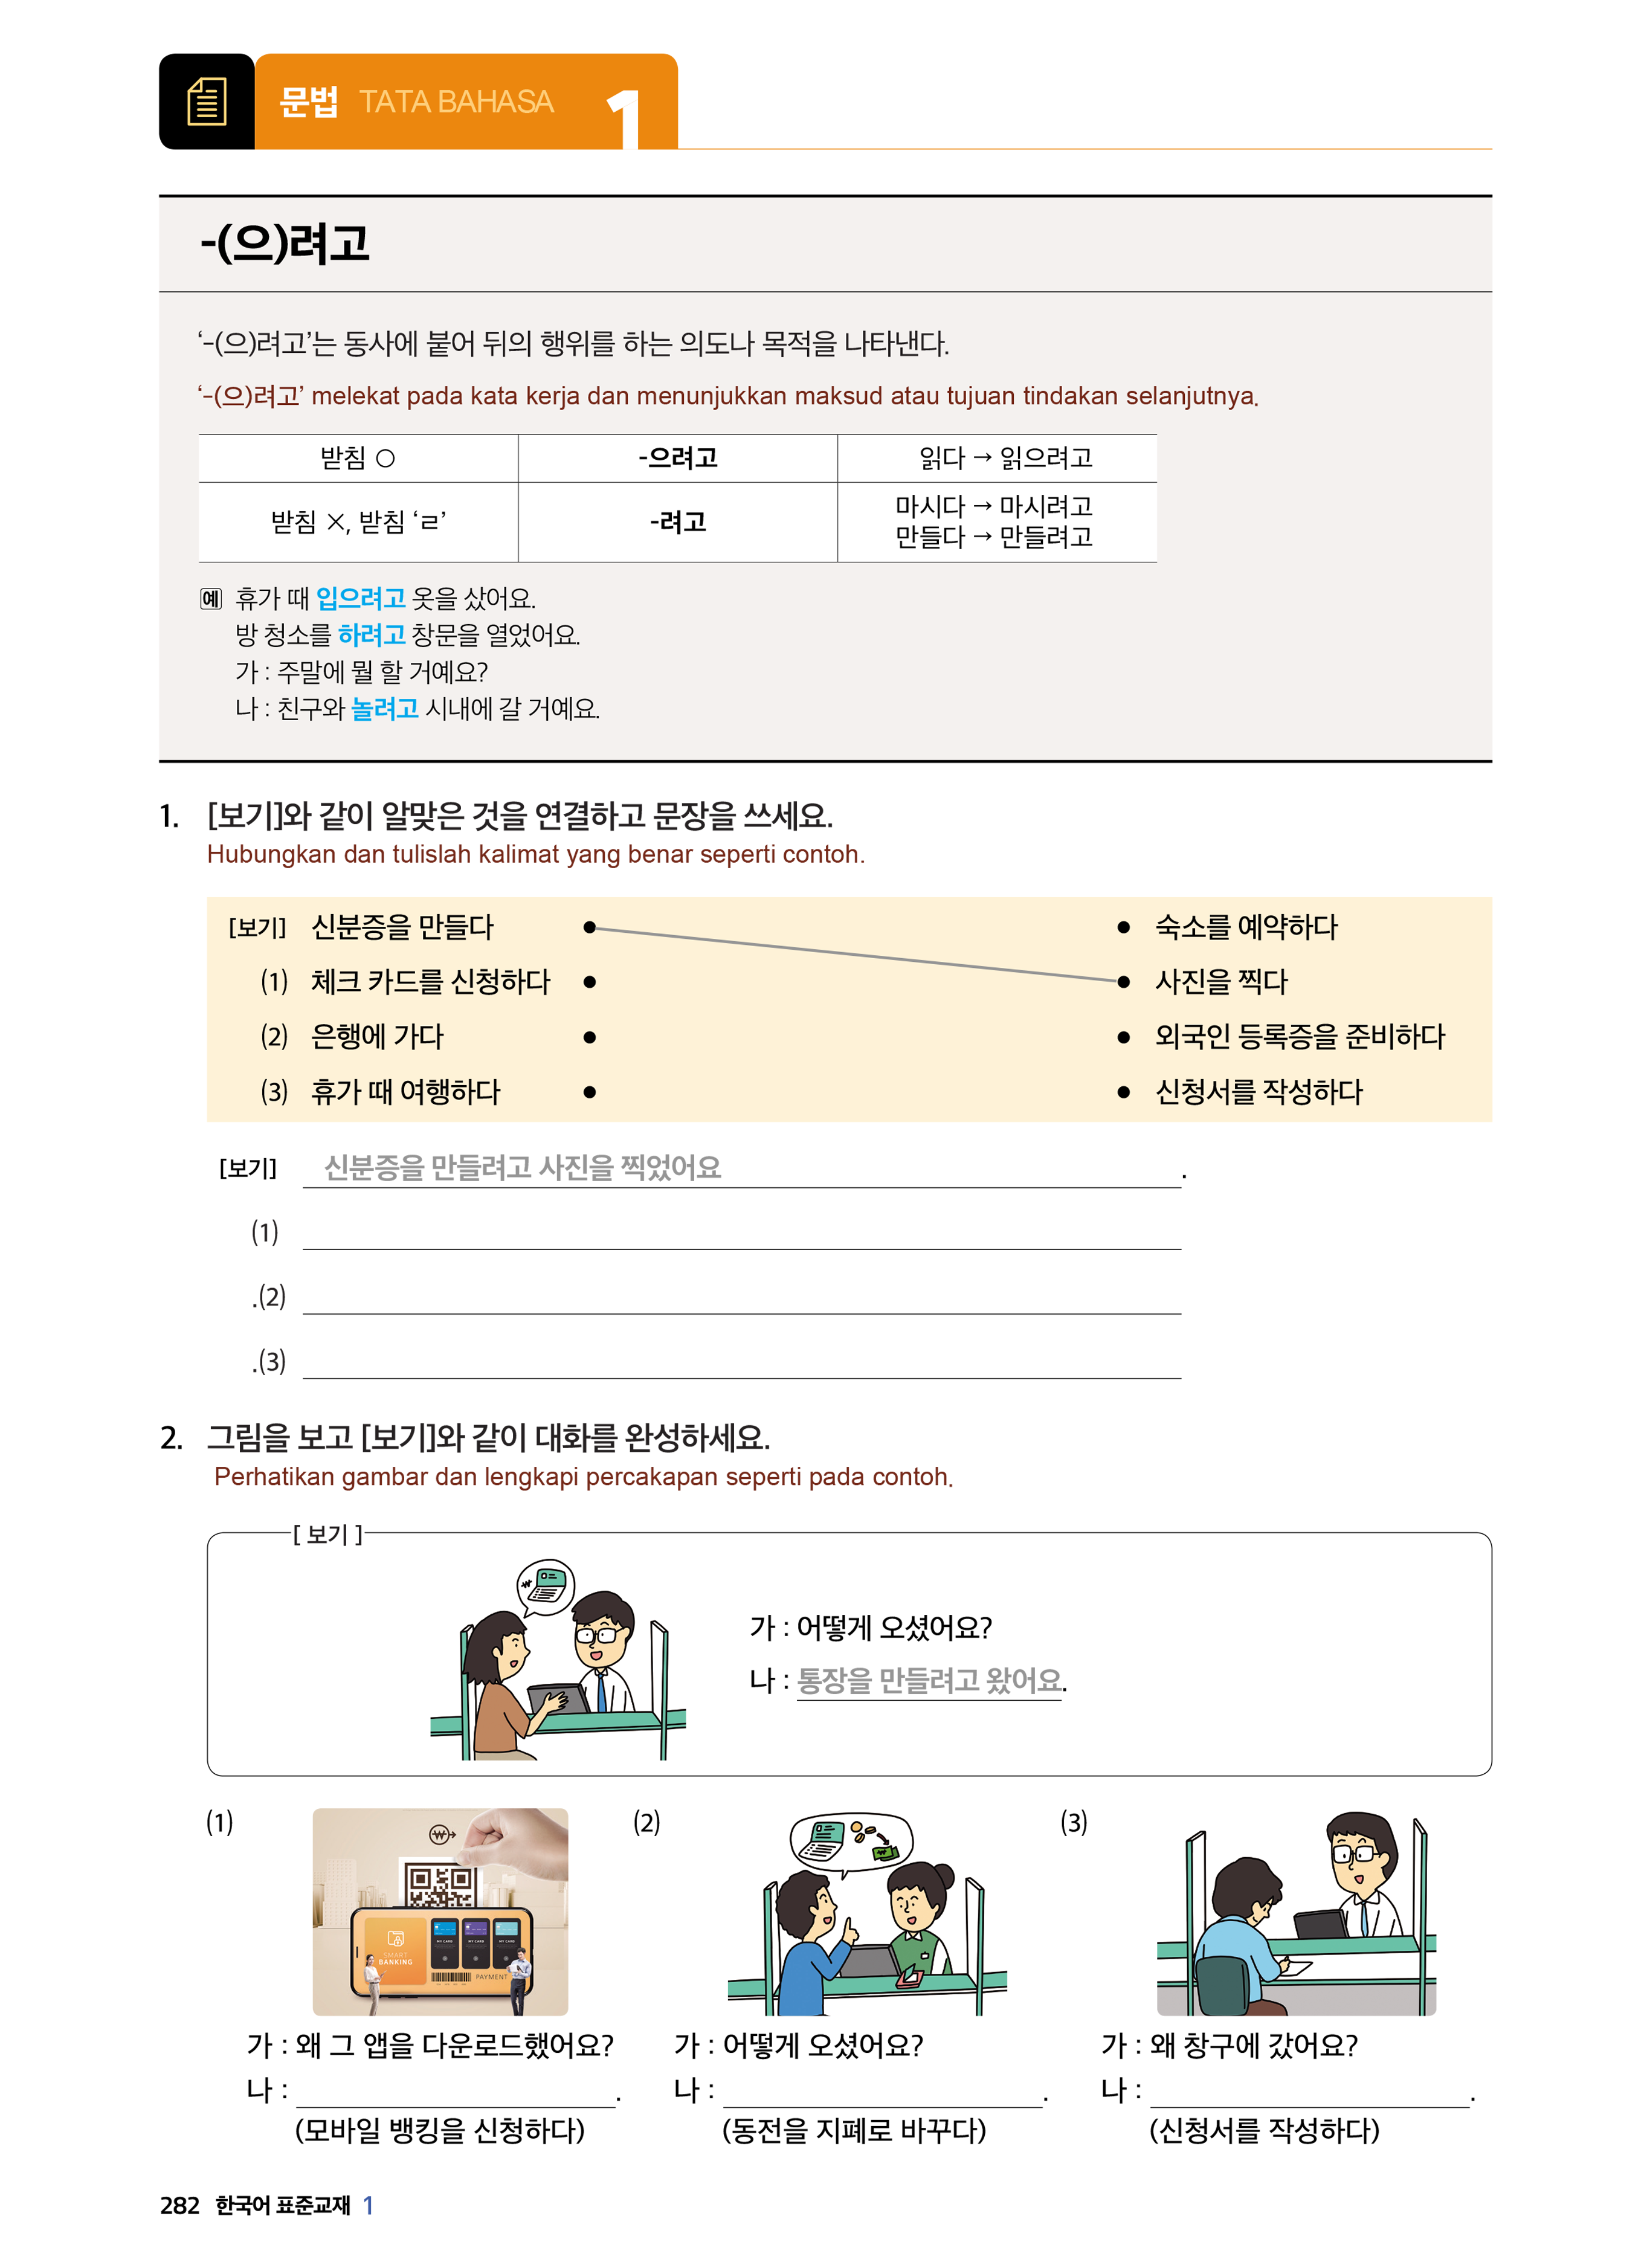 문법 TATA BAHASA 1
-(으)려고
‘-(으)려고’는 동사에 붙어 뒤의 행위를 하는 의도나 목적을 나타낸다.
‘-(으)려고’ melekat pada kata kerja dan menunjukkan maksud atau tujuan tindakan selanjutnya.
받침 ○ -으려고 읽다 → 읽으려고
받침 ×, 받침 ‘ㄹ’ -려고 마시다 → 마시려고
만들다 → 만들려고
예 휴가 때 입으려고 옷을 샀어요.
방 청소를 하려고 창문을 열었어요.
가 : 주말에 뭘 할 거예요?
나 : 친구와 놀려고 시내에 갈 거예요.
1. [보기]와 같이 알맞은 것을 연결하고 문장을 쓰세요.
Hubungkan dan tulislah kalimat yang benar seperti contoh.
[보기] 신분증을 만들다 • • 숙소를 예약하다
(1) 체크 카드를 신청하다 • • 사진을 찍다
(2) 은행에 가다 • • 외국인 등록증을 준비하다
(3) 휴가 때 여행하다 • • 신청서를 작성하다
[보기] 신분증을 만들려고 사진을 찍었어요.
(1)
.(2)
.(3)
2. 그림을 보고 [보기]와 같이 대화를 완성하세요.
Perhatikan gambar dan lengkapi percakapan seperti pada contoh.
[ 보기 ]
₩
가 : 어떻게 오셨어요?
나 : 통장을 만들려고 왔어요.
(1)
₩
SMART
BANKING
MY CARD MY CARD MY CARD
PAYMENT
가 : 왜 그 앱을 다운로드했어요?
나 : .
(모바일 뱅킹을 신청하다)
(2)
가 : 어떻게 오셨어요?
나 : .
(동전을 지폐로 바꾸다)
(3)
가 : 왜 창구에 갔어요?
나 : .
(신청서를 작성하다)
282 한국어 표준교재 1